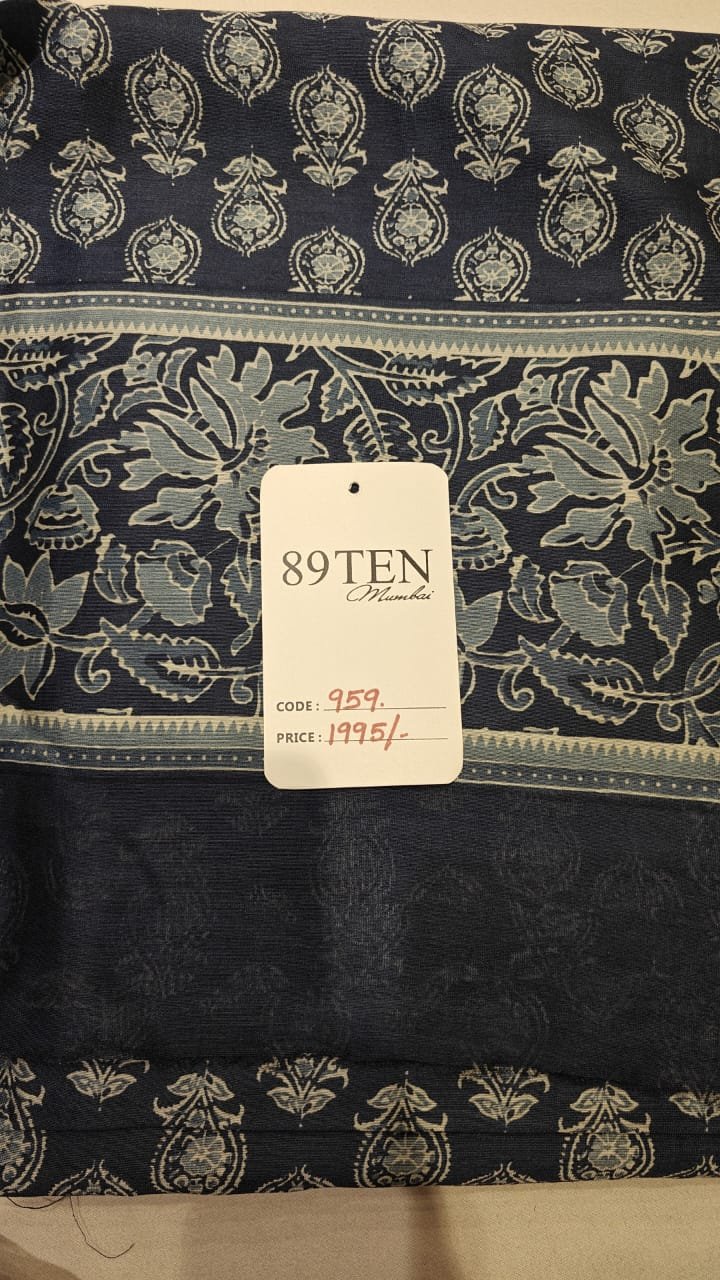 89TEN
Mumbai
CODE: 959.
PRICE: 1995/-